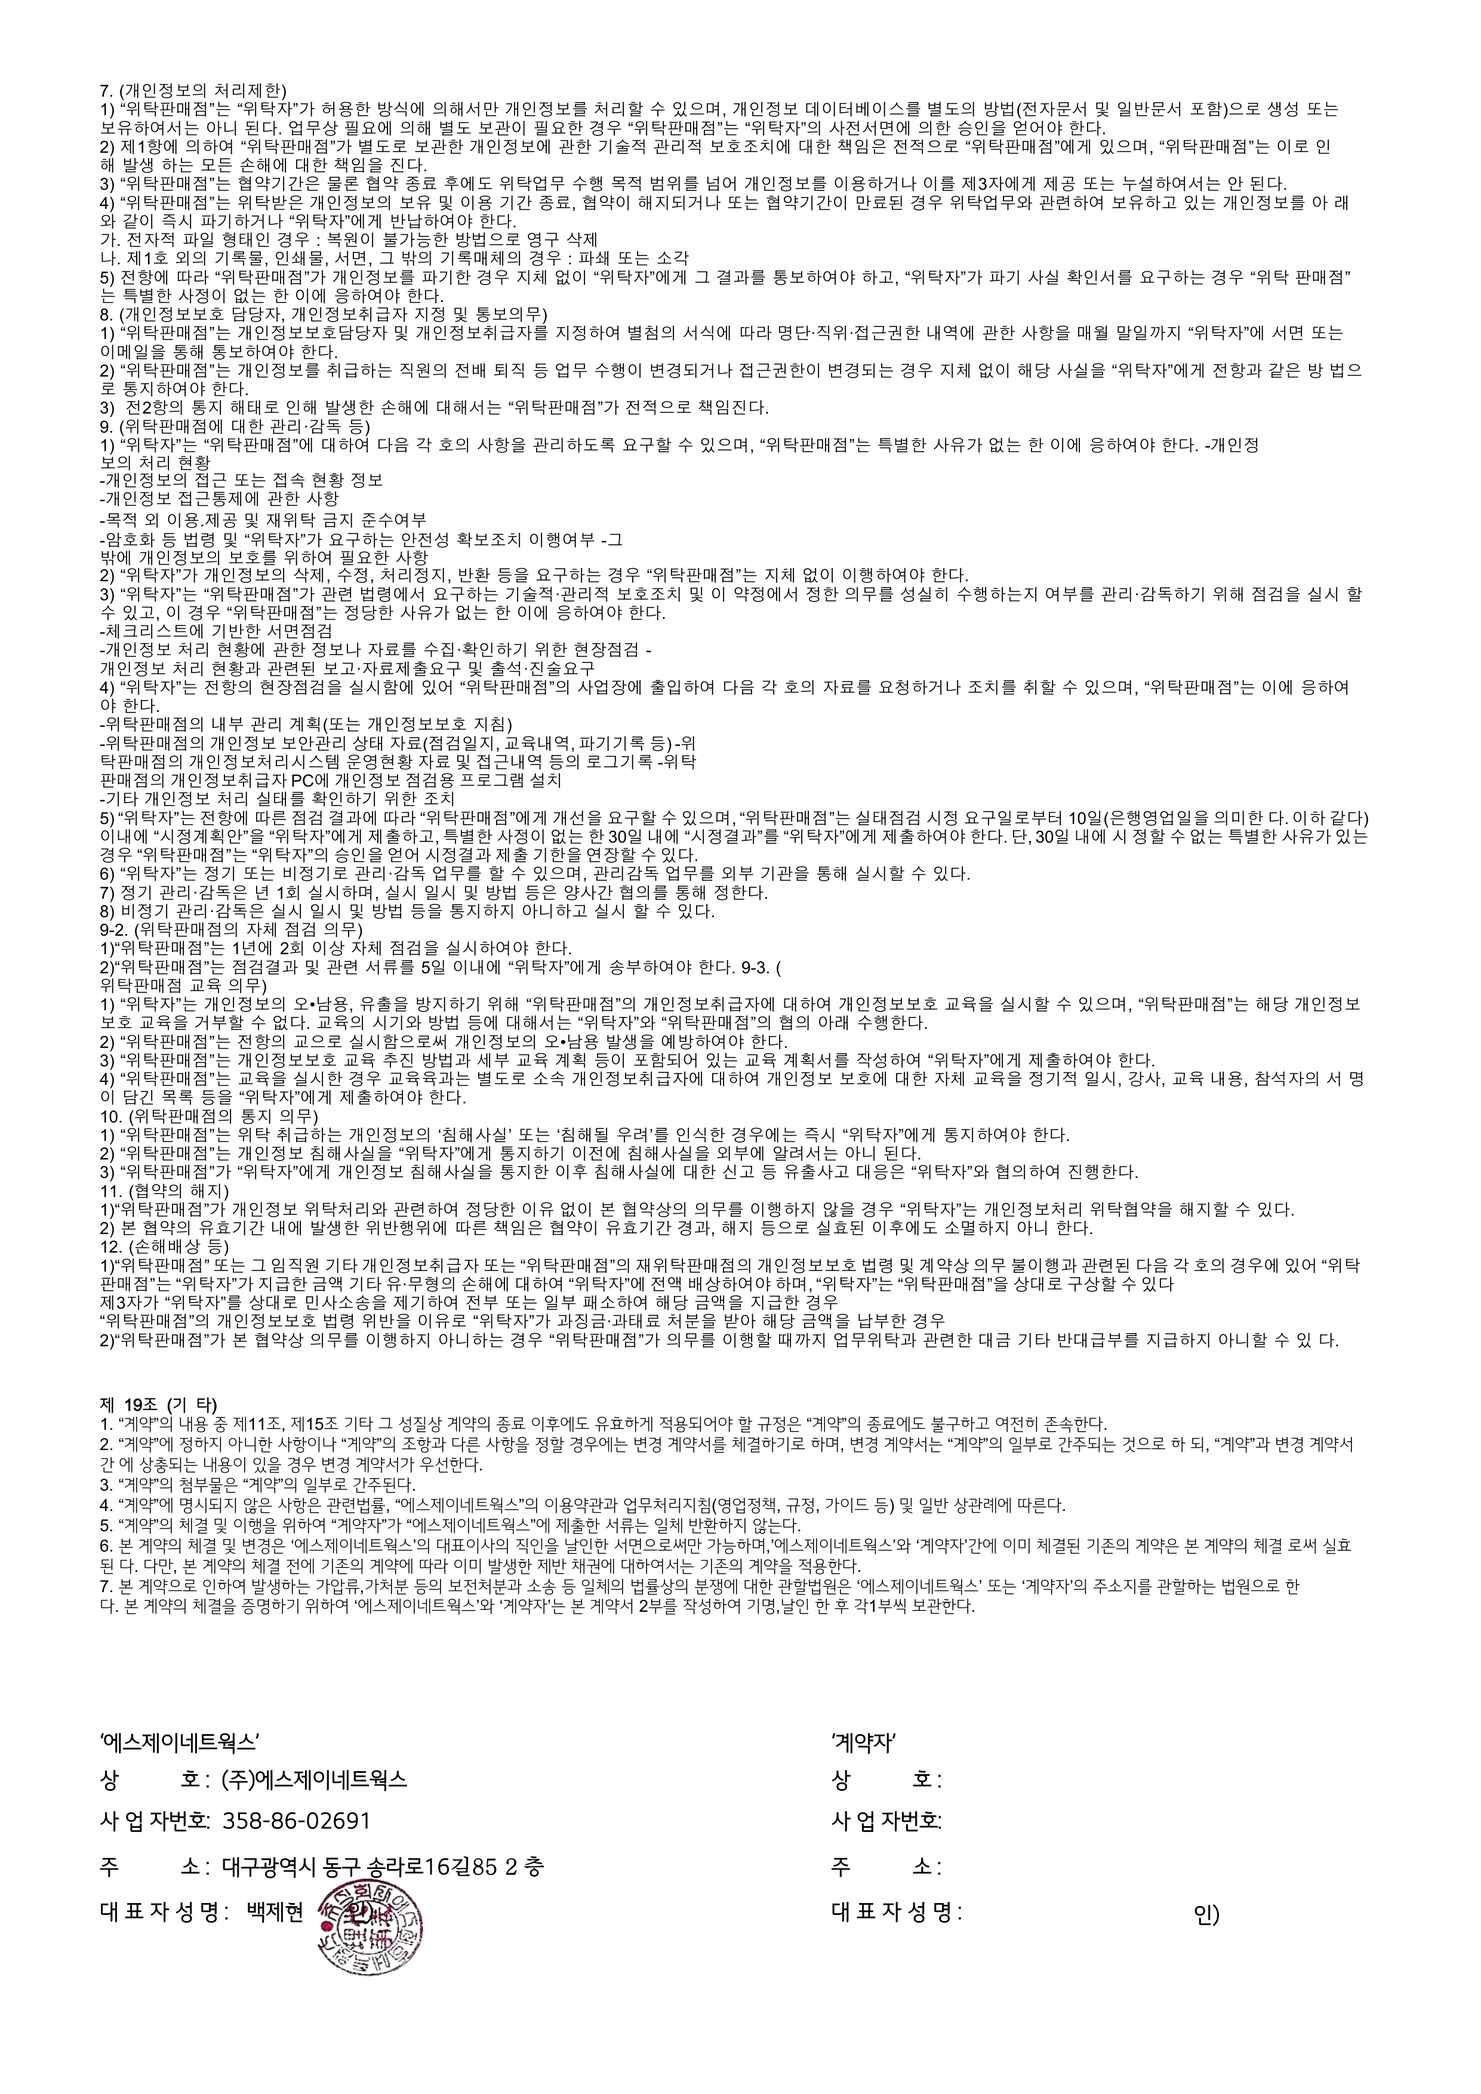 7. (개인정보의 처리제한)
1) “위탁판매점”는 “위탁자”가 허용한 방식에 의해서만 개인정보를 처리할 수 있으며, 개인정보 데이터베이스를 별도의 방법(전자문서 및 일반문서 포함)으로 생성 또는
보유하여서는 아니 된다. 업무상 필요에 의해 별도 보관이 필요한 경우 “위탁판매점”는 “위탁자”의 사전서면에 의한 승인을 얻어야 한다.
2) 제1항에 의하여 “위탁판매점”가 별도로 보관한 개인정보에 관한 기술적 관리적 보호조치에 대한 책임은 전적으로 “위탁판매점”에게 있으며, “위탁판매점”는 이로 인
해 발생 하는 모든 손해에 대한 책임을 진다.
3) “위탁판매점”는 협약기간은 물론 협약 종료 후에도 위탁업무 수행 목적 범위를 넘어 개인정보를 이용하거나 이를 제3자에게 제공 또는 누설하여서는 안 된다.
4) “위탁판매점”는 위탁받은 개인정보의 보유 및 이용 기간 종료, 협약이 해지되거나 또는 협약기간이 만료된 경우 위탁업무와 관련하여 보유하고 있는 개인정보를 아 래
와 같이 즉시 파기하거나 “위탁자”에게 반납하여야 한다.
가. 전자적 파일 형태인 경우 : 복원이 불가능한 방법으로 영구 삭제
나. 제1호 외의 기록물, 인쇄물, 서면, 그 밖의 기록매체의 경우 : 파쇄 또는 소각
5) 전항에 따라 “위탁판매점”가 개인정보를 파기한 경우 지체 없이 “위탁자”에게 그 결과를 통보하여야 하고, “위탁자”가 파기 사실 확인서를 요구하는 경우 “위탁 판매점”
는 특별한 사정이 없는 한 이에 응하여야 한다.
8. (개인정보보호 담당자, 개인정보취급자 지정 및 통보의무)
1) “위탁판매점”는 개인정보보호담당자 및 개인정보취급자를 지정하여 별첨의 서식에 따라 명단·직위·접근권한 내역에 관한 사항을 매월 말일까지 “위탁자”에 서면 또는
이메일을 통해 통보하여야 한다.
2) “위탁판매점”는 개인정보를 취급하는 직원의 전배 퇴직 등 업무 수행이 변경되거나 접근권한이 변경되는 경우 지체 없이 해당 사실을 “위탁자”에게 전항과 같은 방 법으
로 통지하여야 한다.
3) 전2항의 통지 해태로 인해 발생한 손해에 대해서는 “위탁판매점”가 전적으로 책임진다.
9. (위탁판매점에 대한 관리·감독 등)
1) “위탁자”는 “위탁판매점”에 대하여 다음 각 호의 사항을 관리하도록 요구할 수 있으며, “위탁판매점”는 특별한 사유가 없는 한 이에 응하여야 한다. -개인정
보의 처리 현황
-개인정보의 접근 또는 접속 현황 정보
-개인정보 접근통제에 관한 사항
-목적 외 이용.제공 및 재위탁 금지 준수여부
-암호화 등 법령 및 “위탁자”가 요구하는 안전성 확보조치 이행여부 -그
밖에 개인정보의 보호를 위하여 필요한 사항
2) “위탁자”가 개인정보의 삭제, 수정, 처리정지, 반환 등을 요구하는 경우 “위탁판매점”는 지체 없이 이행하여야 한다.
3) “위탁자”는 “위탁판매점”가 관련 법령에서 요구하는 기술적·관리적 보호조치 및 이 약정에서 정한 의무를 성실히 수행하는지 여부를 관리·감독하기 위해 점검을 실시 할
수 있고, 이 경우 “위탁판매점”는 정당한 사유가 없는 한 이에 응하여야 한다.
-체크리스트에 기반한 서면점검
-개인정보 처리 현황에 관한 정보나 자료를 수집·확인하기 위한 현장점검 -
개인정보 처리 현황과 관련된 보고·자료제출요구 및 출석·진술요구
4) “위탁자”는 전항의 현장점검을 실시함에 있어 “위탁판매점”의 사업장에 출입하여 다음 각 호의 자료를 요청하거나 조치를 취할 수 있으며, “위탁판매점”는 이에 응하여
야 한다.
-위탁판매점의 내부 관리 계획(또는 개인정보보호 지침)
-위탁판매점의 개인정보 보안관리 상태 자료(점검일지, 교육내역, 파기기록 등) -위
탁판매점의 개인정보처리시스템 운영현황 자료 및 접근내역 등의 로그기록 -위탁
판매점의 개인정보취급자 PC에 개인정보 점검용 프로그램 설치
-기타 개인정보 처리 실태를 확인하기 위한 조치
5) “위탁자”는 전항에 따른 점검 결과에 따라 “위탁판매점”에게 개선을 요구할 수 있으며, “위탁판매점”는 실태점검 시정 요구일로부터 10일(은행영업일을 의미한 다. 이하 같다)
이내에 “시정계획안”을 “위탁자”에게 제출하고, 특별한 사정이 없는 한 30일 내에 “시정결과”를 “위탁자”에게 제출하여야 한다. 단, 30일 내에 시 정할 수 없는 특별한 사유가 있는
경우 “위탁판매점”는 “위탁자”의 승인을 얻어 시정결과 제출 기한을 연장할 수 있다.
6) “위탁자”는 정기 또는 비정기로 관리·감독 업무를 할 수 있으며, 관리감독 업무를 외부 기관을 통해 실시할 수 있다.
7) 정기 관리·감독은 년 1회 실시하며, 실시 일시 및 방법 등은 양사간 협의를 통해 정한다.
8) 비정기 관리·감독은 실시 일시 및 방법 등을 통지하지 아니하고 실시 할 수 있다.
9-2. (위탁판매점의 자체 점검 의무)
1)“위탁판매점”는 1년에 2회 이상 자체 점검을 실시하여야 한다.
2)“위탁판매점”는 점검결과 및 관련 서류를 5일 이내에 “위탁자”에게 송부하여야 한다. 9-3. (
위탁판매점 교육 의무)
1) “위탁자”는 개인정보의 오•남용, 유출을 방지하기 위해 “위탁판매점”의 개인정보취급자에 대하여 개인정보보호 교육을 실시할 수 있으며, “위탁판매점”는 해당 개인정보
보호 교육을 거부할 수 없다. 교육의 시기와 방법 등에 대해서는 “위탁자”와 “위탁판매점”의 협의 아래 수행한다.
2) “위탁판매점”는 전항의 교으로 실시함으로써 개인정보의 오•남용 발생을 예방하여야 한다.
3) “위탁판매점”는 개인정보보호 교육 추진 방법과 세부 교육 계획 등이 포함되어 있는 교육 계획서를 작성하여 “위탁자”에게 제출하여야 한다.
4) “위탁판매점”는 교육을 실시한 경우 교육육과는 별도로 소속 개인정보취급자에 대하여 개인정보 보호에 대한 자체 교육을 정기적 일시, 강사, 교육 내용, 참석자의 서 명
이 담긴 목록 등을 “위탁자”에게 제출하여야 한다.
10. (위탁판매점의 통지 의무)
1) “위탁판매점”는 위탁 취급하는 개인정보의 ‘침해사실’ 또는 ‘침해될 우려’를 인식한 경우에는 즉시 “위탁자”에게 통지하여야 한다.
2) “위탁판매점”는 개인정보 침해사실을 “위탁자”에게 통지하기 이전에 침해사실을 외부에 알려서는 아니 된다.
3) “위탁판매점”가 “위탁자”에게 개인정보 침해사실을 통지한 이후 침해사실에 대한 신고 등 유출사고 대응은 “위탁자”와 협의하여 진행한다.
11. (협약의 해지)
1)“위탁판매점”가 개인정보 위탁처리와 관련하여 정당한 이유 없이 본 협약상의 의무를 이행하지 않을 경우 “위탁자”는 개인정보처리 위탁협약을 해지할 수 있다.
2) 본 협약의 유효기간 내에 발생한 위반행위에 따른 책임은 협약이 유효기간 경과, 해지 등으로 실효된 이후에도 소멸하지 아니 한다.
12. (손해배상 등)
1)“위탁판매점” 또는 그 임직원 기타 개인정보취급자 또는 “위탁판매점”의 재위탁판매점의 개인정보보호 법령 및 계약상 의무 불이행과 관련된 다음 각 호의 경우에 있어 “위탁
판매점”는 “위탁자”가 지급한 금액 기타 유·무형의 손해에 대하여 “위탁자”에 전액 배상하여야 하며, “위탁자”는 “위탁판매점”을 상대로 구상할 수 있다
제3자가 “위탁자”를 상대로 민사소송을 제기하여 전부 또는 일부 패소하여 해당 금액을 지급한 경우
“위탁판매점”의 개인정보보호 법령 위반을 이유로 “위탁자”가 과징금·과태료 처분을 받아 해당 금액을 납부한 경우
2)“위탁판매점”가 본 협약상 의무를 이행하지 아니하는 경우 “위탁판매점”가 의무를 이행할 때까지 업무위탁과 관련한 대금 기타 반대급부를 지급하지 아니할 수 있 다.
제 19조 (기 타)
1. “계약”의 내용 중 제11조, 제15조 기타 그 성질상 계약의 종료 이후에도 유효하게 적용되어야 할 규정은 “계약”의 종료에도 불구하고 여전히 존속한다.
2. “계약”에 정하지 아니한 사항이나 “계약”의 조항과 다른 사항을 정할 경우에는 변경 계약서를 체결하기로 하며, 변경 계약서는 “계약”의 일부로 간주되는 것으로 하 되, “계약”과 변경 계약서
간 에 상충되는 내용이 있을 경우 변경 계약서가 우선한다.
3. “계약”의 첨부물은 “계약”의 일부로 간주된다.
4. “계약”에 명시되지 않은 사항은 관련법률, “에스제이네트웍스”의 이용약관과 업무처리지침(영업정책, 규정, 가이드 등) 및 일반 상관례에 따른다.
5. “계약”의 체결 및 이행을 위하여 “계약자”가 “에스제이네트웍스”에 제출한 서류는 일체 반환하지 않는다.
6. 본 계약의 체결 및 변경은 ‘에스제이네트웍스’의 대표이사의 직인을 날인한 서면으로써만 가능하며,’에스제이네트웍스’와 ‘계약자’간에 이미 체결된 기존의 계약은 본 계약의 체결 로써 실효
된 다. 다만, 본 계약의 체결 전에 기존의 계약에 따라 이미 발생한 제반 채권에 대하여서는 기존의 계약을 적용한다.
7. 본 계약으로 인하여 발생하는 가압류,가처분 등의 보전처분과 소송 등 일체의 법률상의 분쟁에 대한 관할법원은 ‘에스제이네트웍스’ 또는 ‘계약자’의 주소지를 관할하는 법원으로 한
다. 본 계약의 체결을 증명하기 위하여 ‘에스제이네트웍스’와 ‘계약자’는 본 계약서 2부를 작성하여 기명,날인 한 후 각1부씩 보관한다.
‘에스제이네트웍스’
상 호 : (주)에스제이네트웍스
사 업 자번호: 358-86-02691
주 소 : 대구광역시 동구 송라로16길85 2 층
대 표 자 성 명 : 백제현 인)
‘계약자’
상 호 :
사 업 자번호:
주 소 :
대 표 자 성 명 : 인)